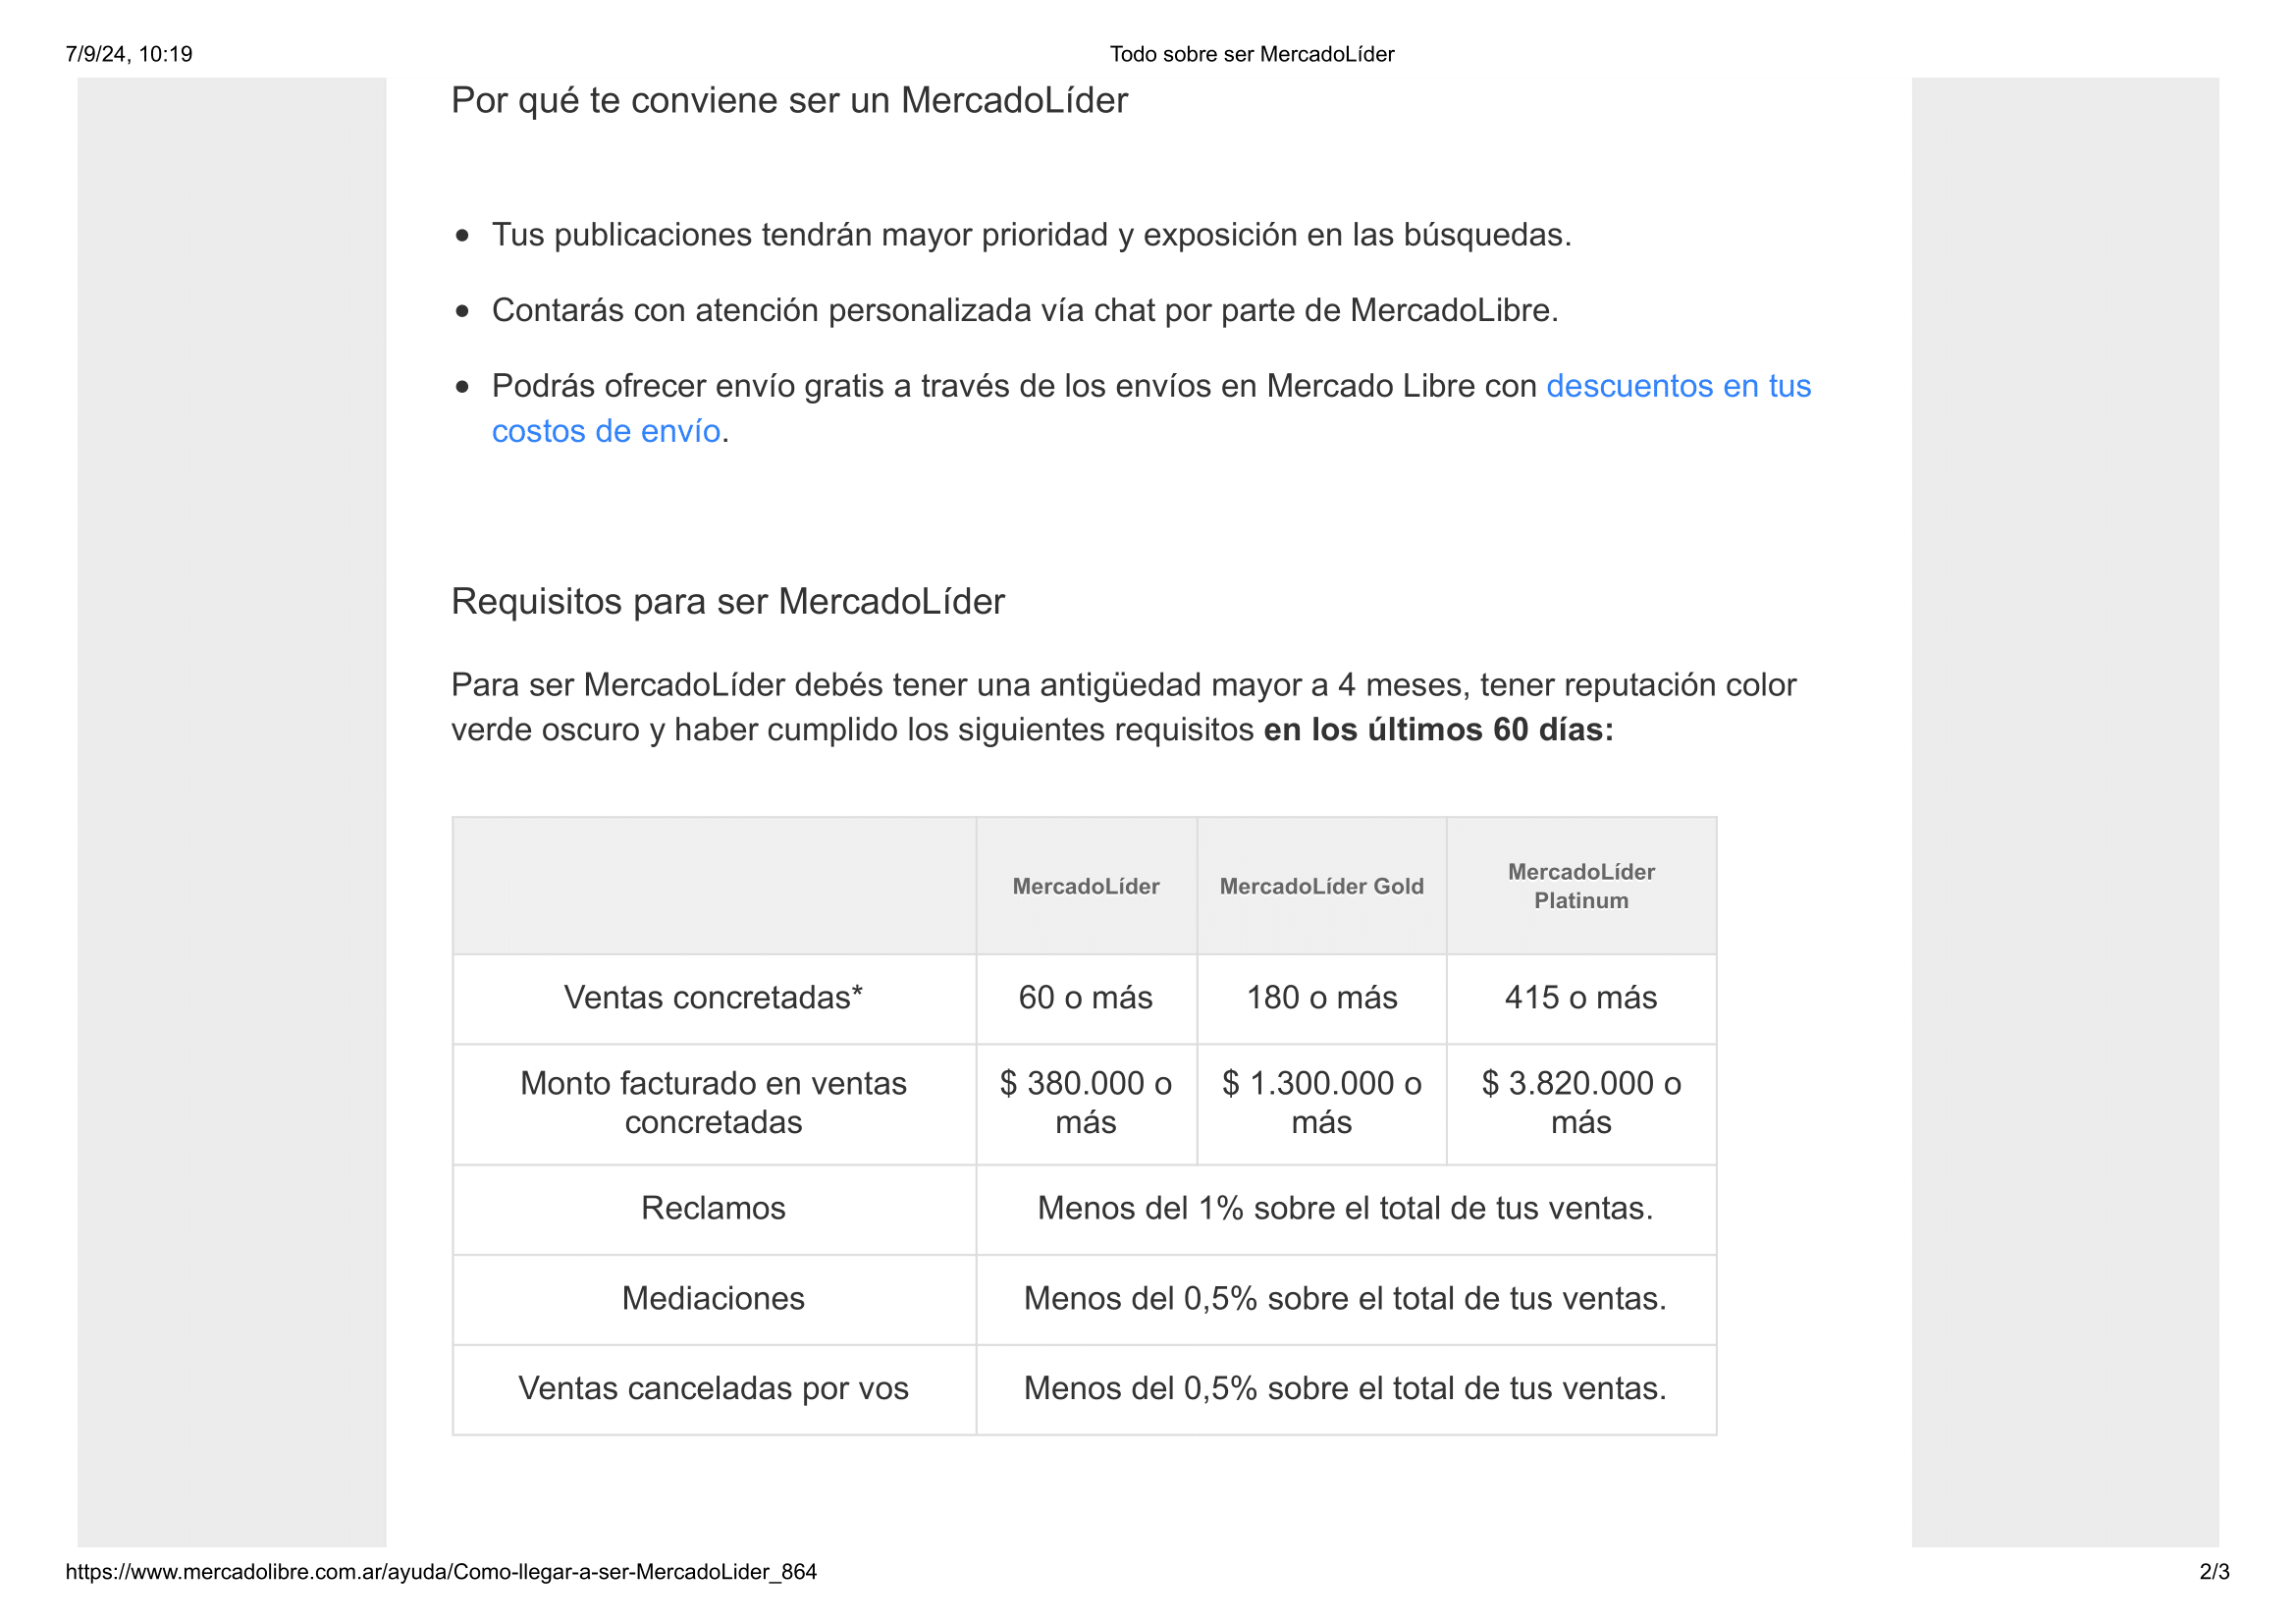 7/9/24, 10:19
Todo sobre ser MercadoLíder
Por qué te conviene ser un MercadoLíder
• Tus publicaciones tendrán mayor prioridad y exposición en las búsquedas.
• Contarás con atención personalizada vía chat por parte de MercadoLibre.
• Podrás ofrecer envío gratis a través de los envíos en Mercado Libre con descuentos en tus
costos de envío.
Requisitos para ser MercadoLíder
Para ser MercadoLíder debés tener una antigüedad mayor a 4 meses, tener reputación color
verde oscuro y haber cumplido los siguientes requisitos en los últimos 60 días:
MercadoLíder
MercadoLíder Gold
MercadoLíder
Platinum
Ventas concretadas*
60 o más
180 o más
415 o más
Monto facturado en ventas
concretadas
$ 380.000 o
más
$ 1.300.000 o
más
$ 3.820.000 o
más
Reclamos
Menos del 1% sobre el total de tus ventas.
Mediaciones
Menos del 0,5% sobre el total de tus ventas.
Ventas canceladas por vos
Menos del 0,5% sobre el total de tus ventas.
https://www.mercadolibre.com.ar/ayuda/Como-llegar-a-ser-MercadoLider_864
2/3